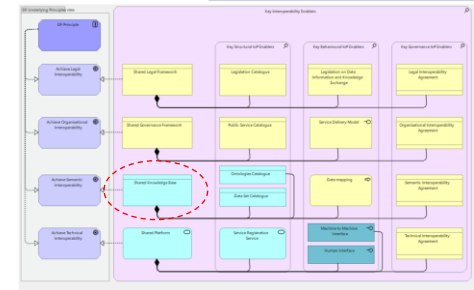 EIF Underlying Principles view
Key Interoperability Enablers
EIF Principle
Key Structural IoP Enablers
Key Behavioural IoP Enablers
Key Governance IoP Enablers
Achieve Legal
Interoperability
Shared Legal Framework
Legislation Catalogue
Legislation on Data
Information and Knowledge
Exchange
Legal Interoperability
Agreement
Achieve Organisational
Interoperability
Shared Governance Framework
Public Service Catalogue
Service Delivery Model
Organisational Interoperability
Agreement
Achieve Semantic
Interoperability
Shared Knowledge Base
Ontologies Catalogue
Data Set Catalogue
Data mapping
Semantic Interoperability
Agreement
Achieve Technical
Interoperability
Shared Platform
Service Registration
Service
Machine to Machine
Interface
Human Interface
Technical Interoperability
Agreement